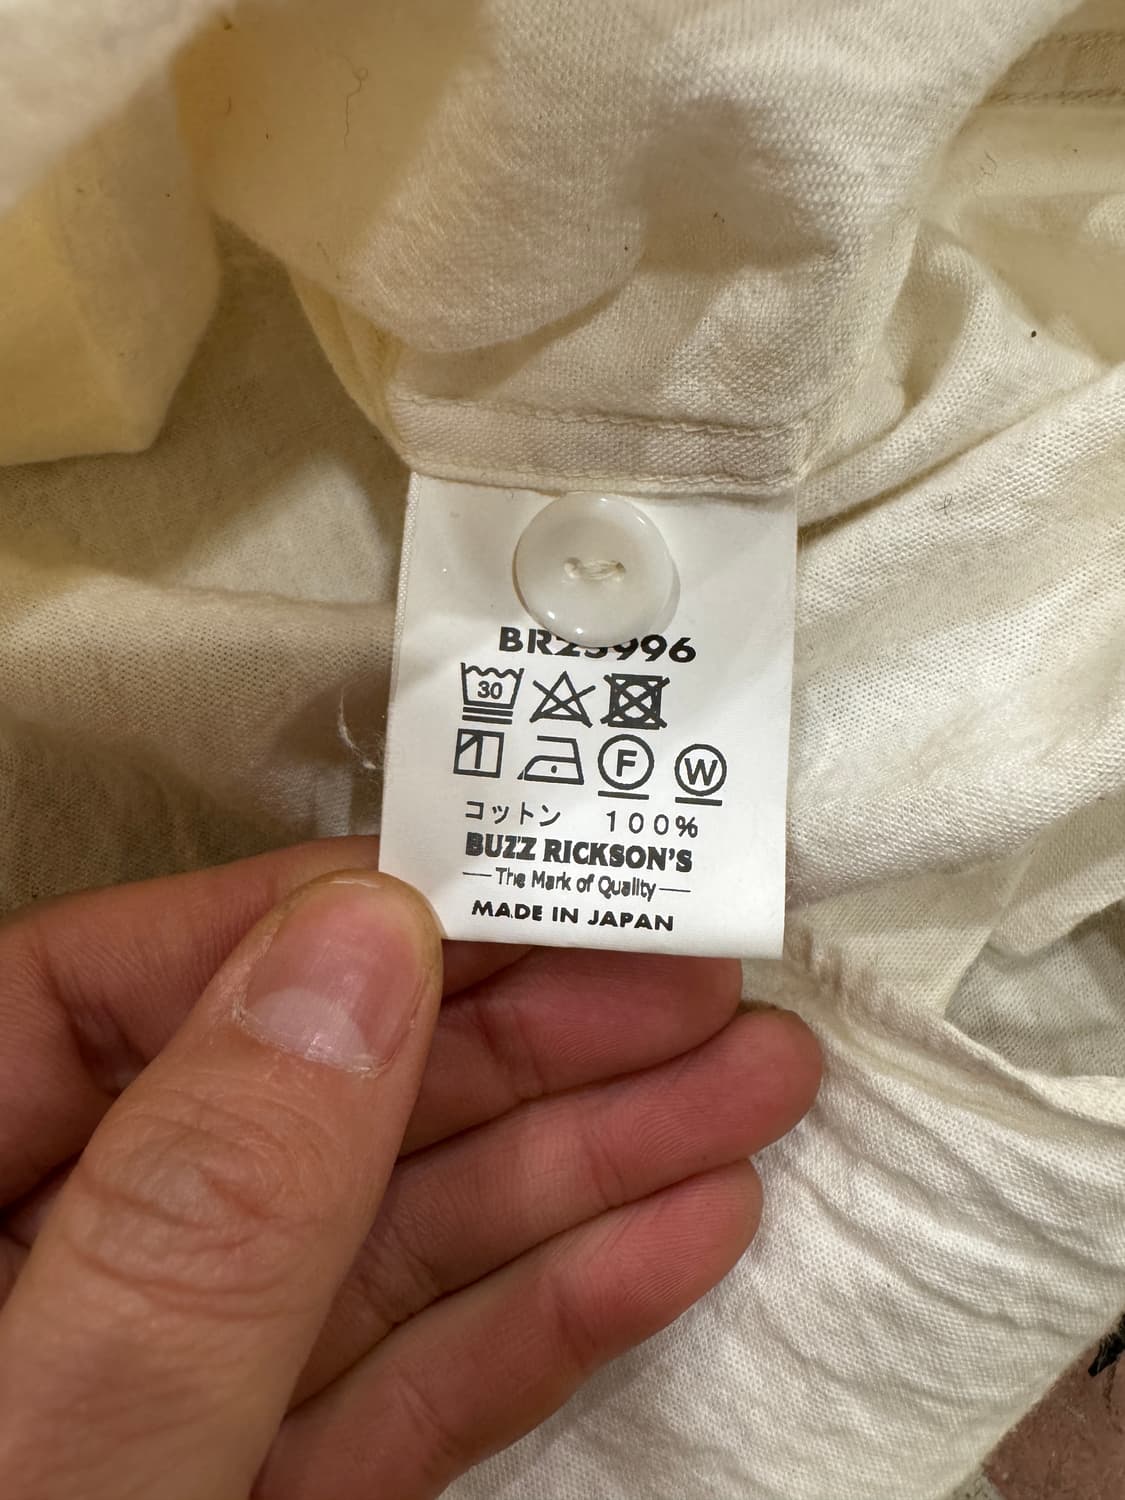 BR25996
30
F W
コットン 100%
BUZZ RICKSON'S
The Mark of Quality
MADE IN JAPAN